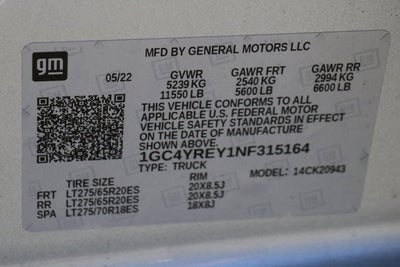 MFD BY GENERAL MOTORS LLC
gm
05/22 GVWR GAWR FRT GAWR RR
5239 KG 2540 KG 2994 KG
11550 LB 5600 LB 6600 LB
THIS VEHICLE CONFORMS TO ALL
APPLICABLE U.S. FEDERAL MOTOR
VEHICLE SAFETY STANDARDS IN EFFECT
ON THE DATE OF MANUFACTURE SHOWN
ABOVE.
1GC4YREY1NF315164
TYPE: TRUCK MODEL: 14CK20943
TIRE SIZE RIM
FRT LT275/65R20ES 20X8.5J
RR LT275/65R20ES 20X8.5J
SPA LT275/70R18ES 18X8J